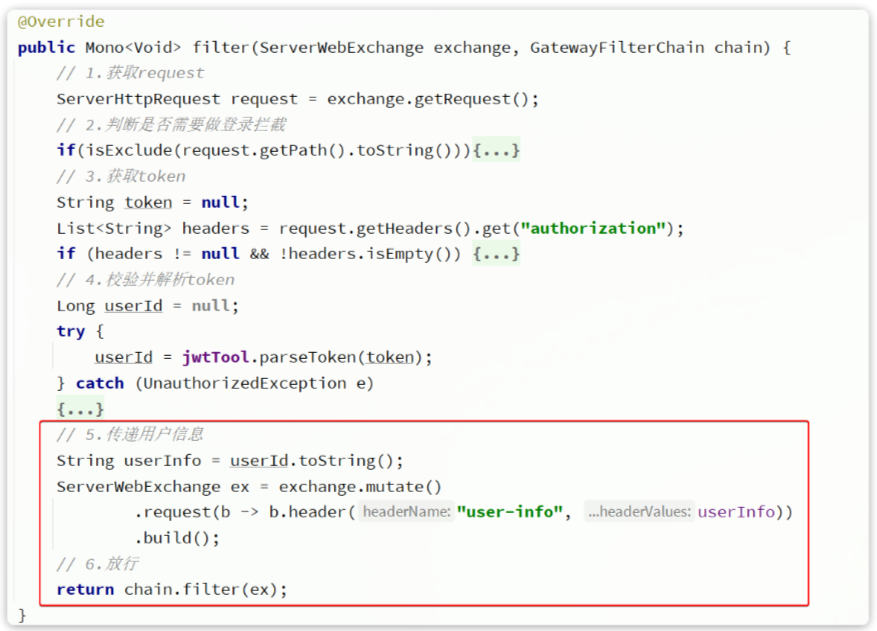 @Override
public Mono<Void> filter(ServerWebExchange exchange, GatewayFilterChain chain) {
// 1.获取request
ServerHttpRequest request = exchange.getRequest();
// 2.判断是否需要做登录拦截
if(isExclude(request.getPath().toString())){...}
// 3.获取token
String token = null;
List<String> headers = request.getHeaders().get("authorization");
if (headers != null && !headers.isEmpty()) {...}
// 4.校验并解析token
Long userId = null;
try {
userId = jwtTool.parseToken(token);
} catch (UnauthorizedException e)
{...}
// 5.传递用户信息
String userInfo = userId.toString();
ServerWebExchange ex = exchange.mutate()
.request(b -> b.header( headerName: "user-info", ...headerValues: userInfo))
.build();
// 6.放行
return chain.filter(ex);
}